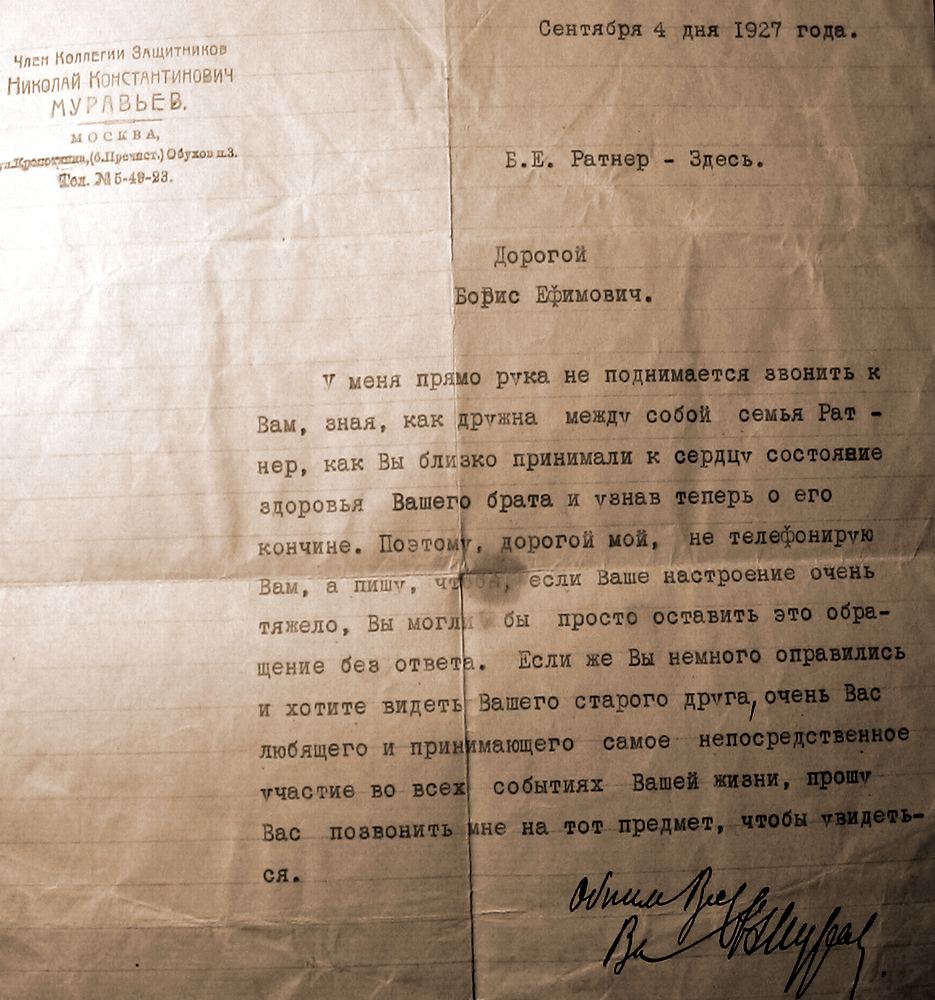 Сентября 4 дня 1927 года.
Член Коллегии Защитников
Николай Константинович
МУРАВЬЕВ.
МОСКВА,
ул. Кропоткина, (б. Пречист.) Обухов п. 3.
Тел. № 5-49-23.
Б.Е. Ратнер - Здесь.
Дорогой
Борис Ефимович.
У меня прямо рука не поднимается звонить к
Вам, зная, как дружна между собой семья Рат -
нер, как Вы близко принимали к сердцу состояние
здоровья Вашего брата и узнав теперь о его
кончине. Поэтому, дорогой мой, не телефонирую
Вам, а пишу, чтобы, если Ваше настроение очень
тяжело, Вы могли бы просто оставить это обра-
щение без ответа. Если же Вы немного оправились
и хотите видеть Вашего старого друга, очень Вас
любящего и принимающего самое непосредственное
участие во всех событиях Вашей жизни, прошу
Вас позвонить мне на тот предмет, чтобы увидеть-
ся.